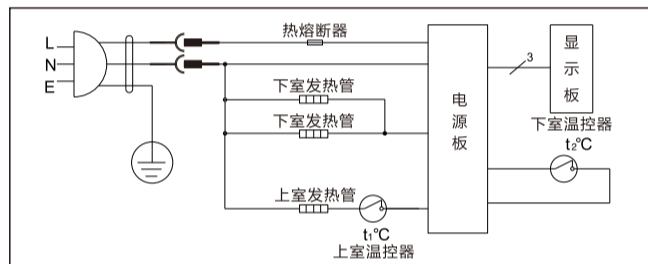 L
N
E
热熔断器
下室发热管
下室发热管
上室发热管
t₁℃
上室温控器
电源板
3
显示板
下室温控器
t₂℃